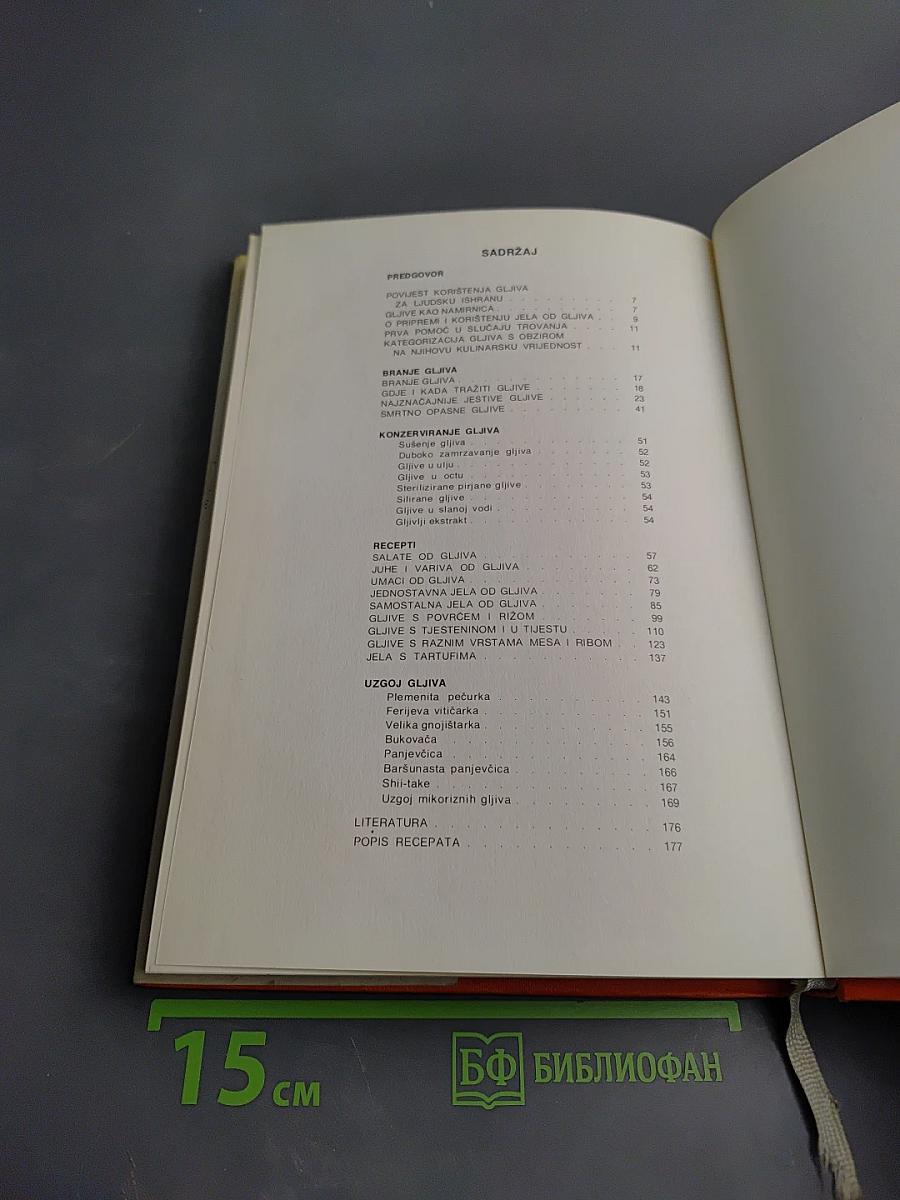 SADRŽAJ
PREDGOVOR
POVIJEST KORIŠTENJA GLJIVA
ZA LJUDSKU ISHRANU . . . . . . . . . 7
GLJIVE KAO NAMIRNICA . . . . . . . . . 7
O PRIPREMI I KORIŠTENJU JELA OD GLJIVA . . 9
PRVA POMOĆ U SLUČAJU TROVANJA . . . . 11
KATEGORIZACIJA GLJIVA S OBZIROM
NA NJIHOVU KULINARSKU VRIJEDNOST . . . 11
BRANJE GLJIVA
BRANJE GLJIVA . . . . . . . . . . . . 17
GDJE I KADA TRAŽITI GLJIVE . . . . . . . 18
NAJZNAČAJNIJE JESTIVE GLJIVE . . . . . . 23
SMRTNO OPASNE GLJIVE . . . . . . . . 41
KONZERVIRANJE GLJIVA
Sušenje gljiva . . . . . . . . . . . . 51
Duboko zamrzavanje gljiva . . . . . . . 52
Gljive u ulju . . . . . . . . . . . . . 52
Gljive u octu . . . . . . . . . . . . . 53
Sterilizirane pirjane gljive . . . . . . . . 53
Silirane gljive . . . . . . . . . . . . 54
Gljive u slanoj vodi . . . . . . . . . . 54
Gljivlji ekstrakt . . . . . . . . . . . . 54
RECEPTI
SALATE OD GLJIVA . . . . . . . . . . 57
JUHE I VARIVA OD GLJIVA . . . . . . . . 62
UMACI OD GLJIVA . . . . . . . . . . . 73
JEDNOSTAVNA JELA OD GLJIVA . . . . . . 79
SAMOSTALNA JELA OD GLJIVA . . . . . . 85
GLJIVE S POVRĆEM I RIŽOM . . . . . . . 99
GLJIVE S TJESTENINOM I U TIJESTU . . . . . 110
GLJIVE S RAZNIM VRSTAMA MESA I RIBOM . . 123
JELA S TARTUFIMA . . . . . . . . . . 137
UZGOJ GLJIVA
Plemenita pečurka . . . . . . . . . . 143
Ferijeva vitičarka . . . . . . . . . . . 151
Velika gnojištarka . . . . . . . . . . . 155
Bukovača . . . . . . . . . . . . . 156
Panjevčica . . . . . . . . . . . . . 164
Baršunasta panjevčica . . . . . . . . . 166
Shii-take . . . . . . . . . . . . . 167
Uzgoj mikoriznih gljiva . . . . . . . . . 169
LITERATURA . . . . . . . . . . . . . 176
POPIS RECEPATA . . . . . . . . . . . 177
15 см
БФ БИБЛИОФАН